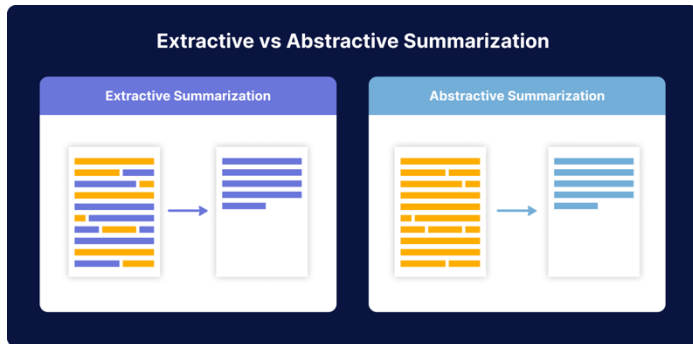 Extractive vs Abstractive Summarization
Extractive Summarization
Abstractive Summarization